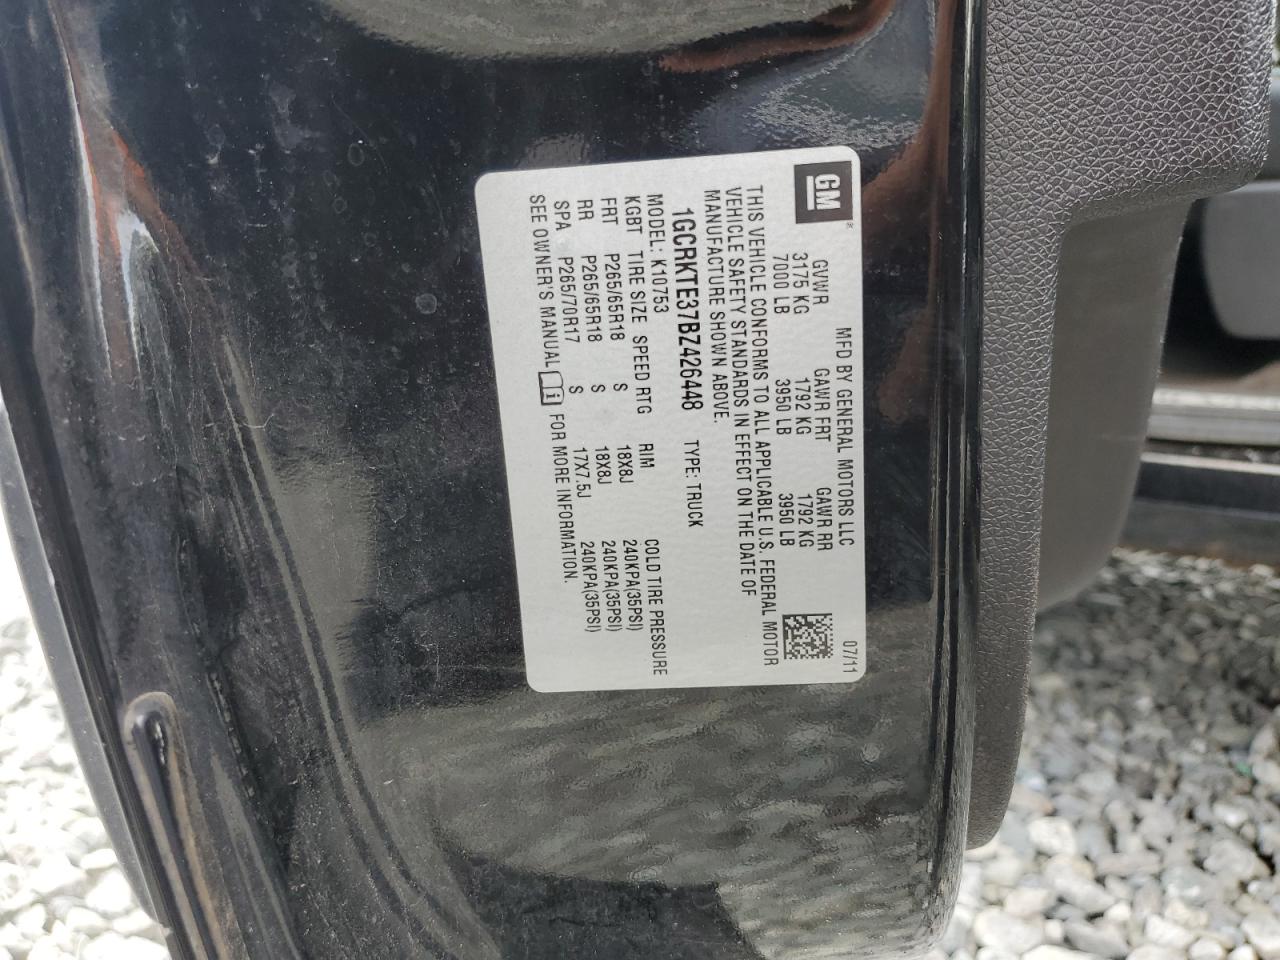 GM
MFD BY GENERAL MOTORS LLC 07/11
GVWR GAWR FRT GAWR RR
3175 KG 1792 KG 1792 KG
7000 LB 3950 LB 3950 LB
THIS VEHICLE CONFORMS TO ALL APPLICABLE U.S. FEDERAL MOTOR
VEHICLE SAFETY STANDARDS IN EFFECT ON THE DATE OF
MANUFACTURE SHOWN ABOVE.
1GCRKTE37BZ426448 TYPE: TRUCK
MODEL: K10753
KGBT TIRE SIZE SPEED RTG RIM COLD TIRE PRESSURE
FRT P265/65R18 S 18X8J 240KPA(35PSI)
RR P265/65R18 S 18X8J 240KPA(35PSI)
SPA P265/70R17 S 17X7.5J 240KPA(35PSI)
SEE OWNER'S MANUAL i FOR MORE INFORMATION.